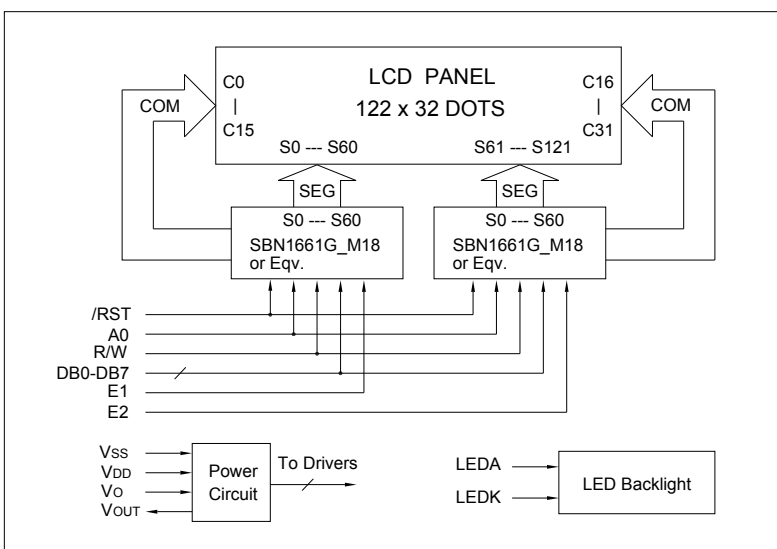 LCD PANEL
122 x 32 DOTS
C0
|
C15
C16
|
C31
COM
COM
S0 --- S60
S61 --- S121
SEG
SEG
S0 --- S60
SBN1661G_M18
or Eqv.
S0 --- S60
SBN1661G_M18
or Eqv.
/RST
A0
R/W
DB0-DB7
E1
E2
VSS
VDD
VO
VOUT
Power
Circuit
To Drivers
LEDA
LEDK
LED Backlight